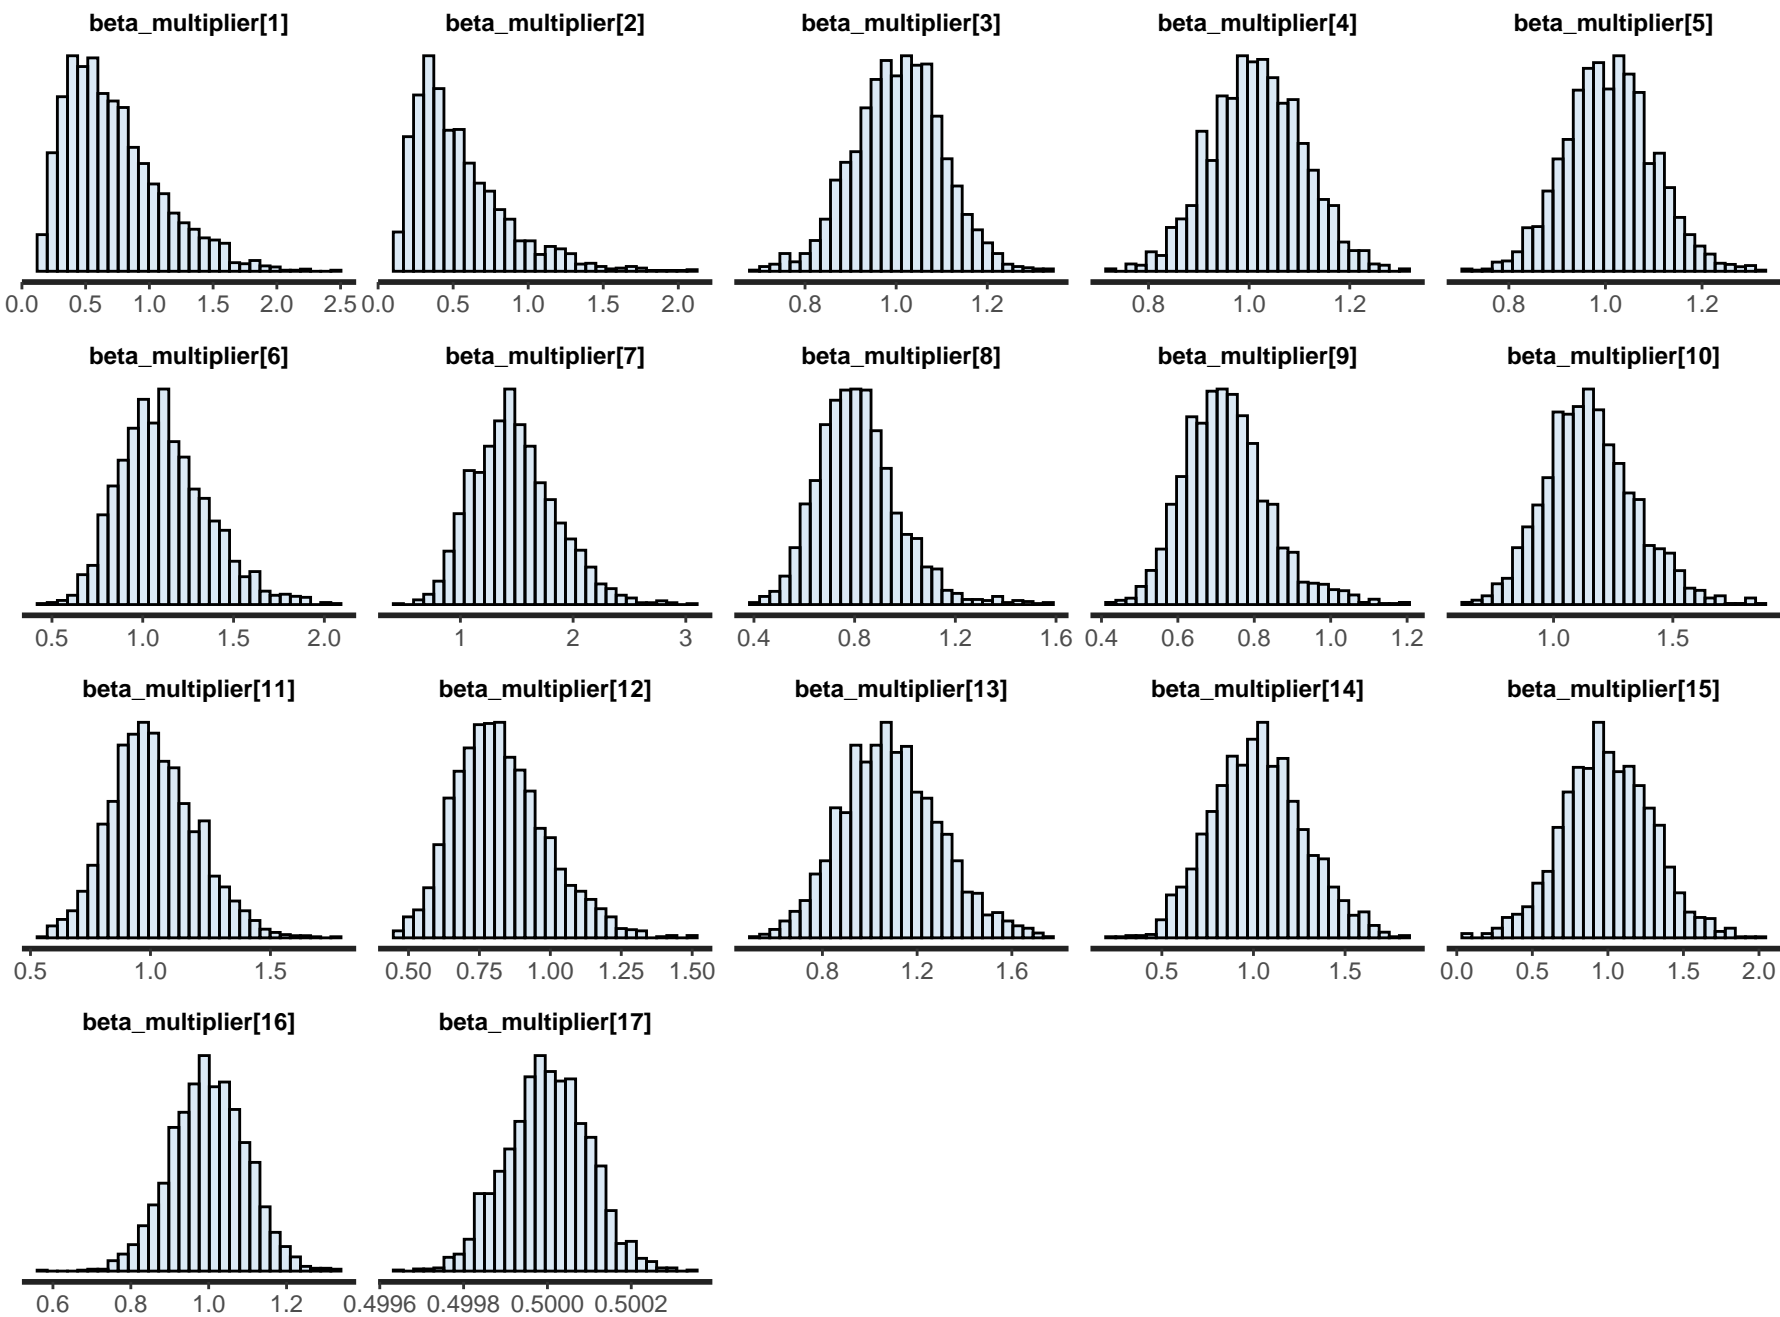 beta_multiplier[1] beta_multiplier[2] beta_multiplier[3] beta_multiplier[4] beta_multiplier[5]
0.0 0.5 1.0 1.5 2.0 2.5 0.0 0.5 1.0 1.5 2.0 0.8 1.0 1.2 0.8 1.0 1.2 0.8 1.0 1.2
beta_multiplier[6] beta_multiplier[7] beta_multiplier[8] beta_multiplier[9] beta_multiplier[10]
0.5 1.0 1.5 2.0 1 2 3 0.4 0.8 1.2 1.6 0.4 0.6 0.8 1.0 1.2 1.0 1.5
beta_multiplier[11] beta_multiplier[12] beta_multiplier[13] beta_multiplier[14] beta_multiplier[15]
0.5 1.0 1.5 0.50 0.75 1.00 1.25 1.50 0.8 1.2 1.6 0.5 1.0 1.5 0.0 0.5 1.0 1.5 2.0
beta_multiplier[16] beta_multiplier[17]
0.6 0.8 1.0 1.2 0.4996 0.4998 0.5000 0.5002